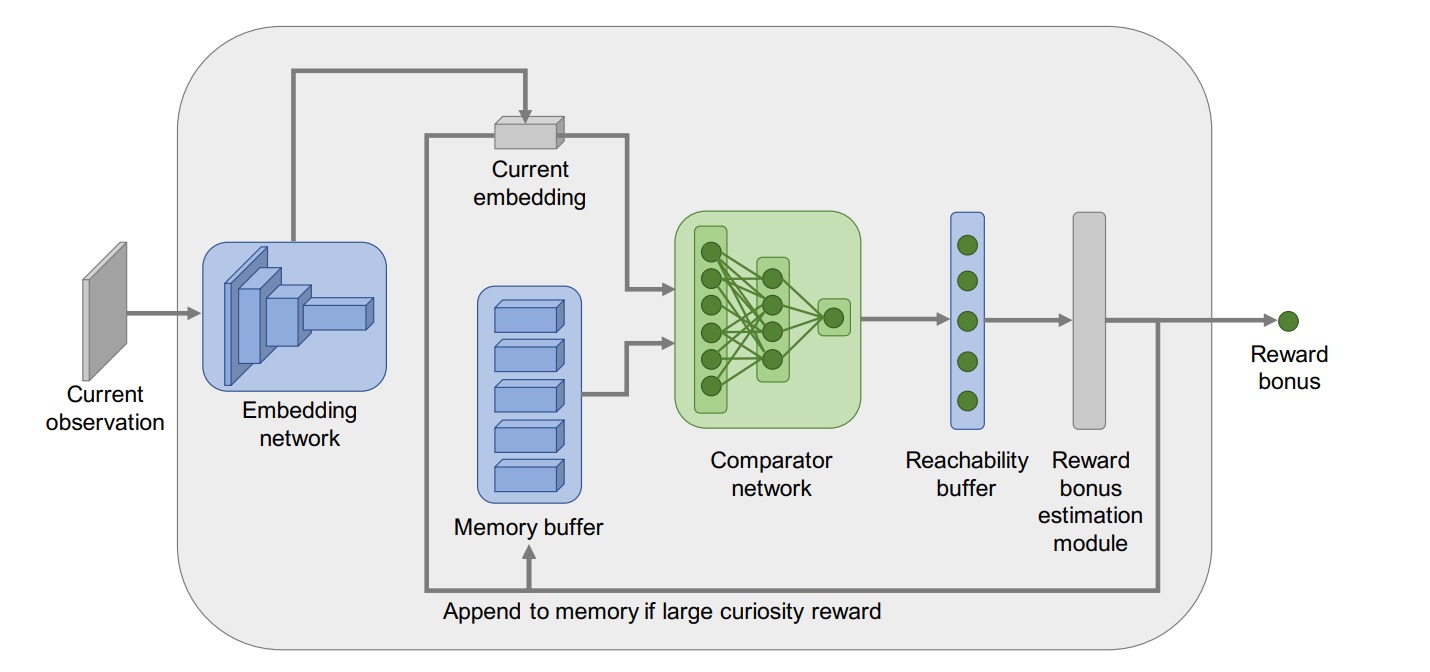 Current
embedding
Current
observation
Embedding
network
Memory buffer
Comparator
network
Reachability
buffer
Reward
bonus
estimation
module
Reward
bonus
Append to memory if large curiosity reward